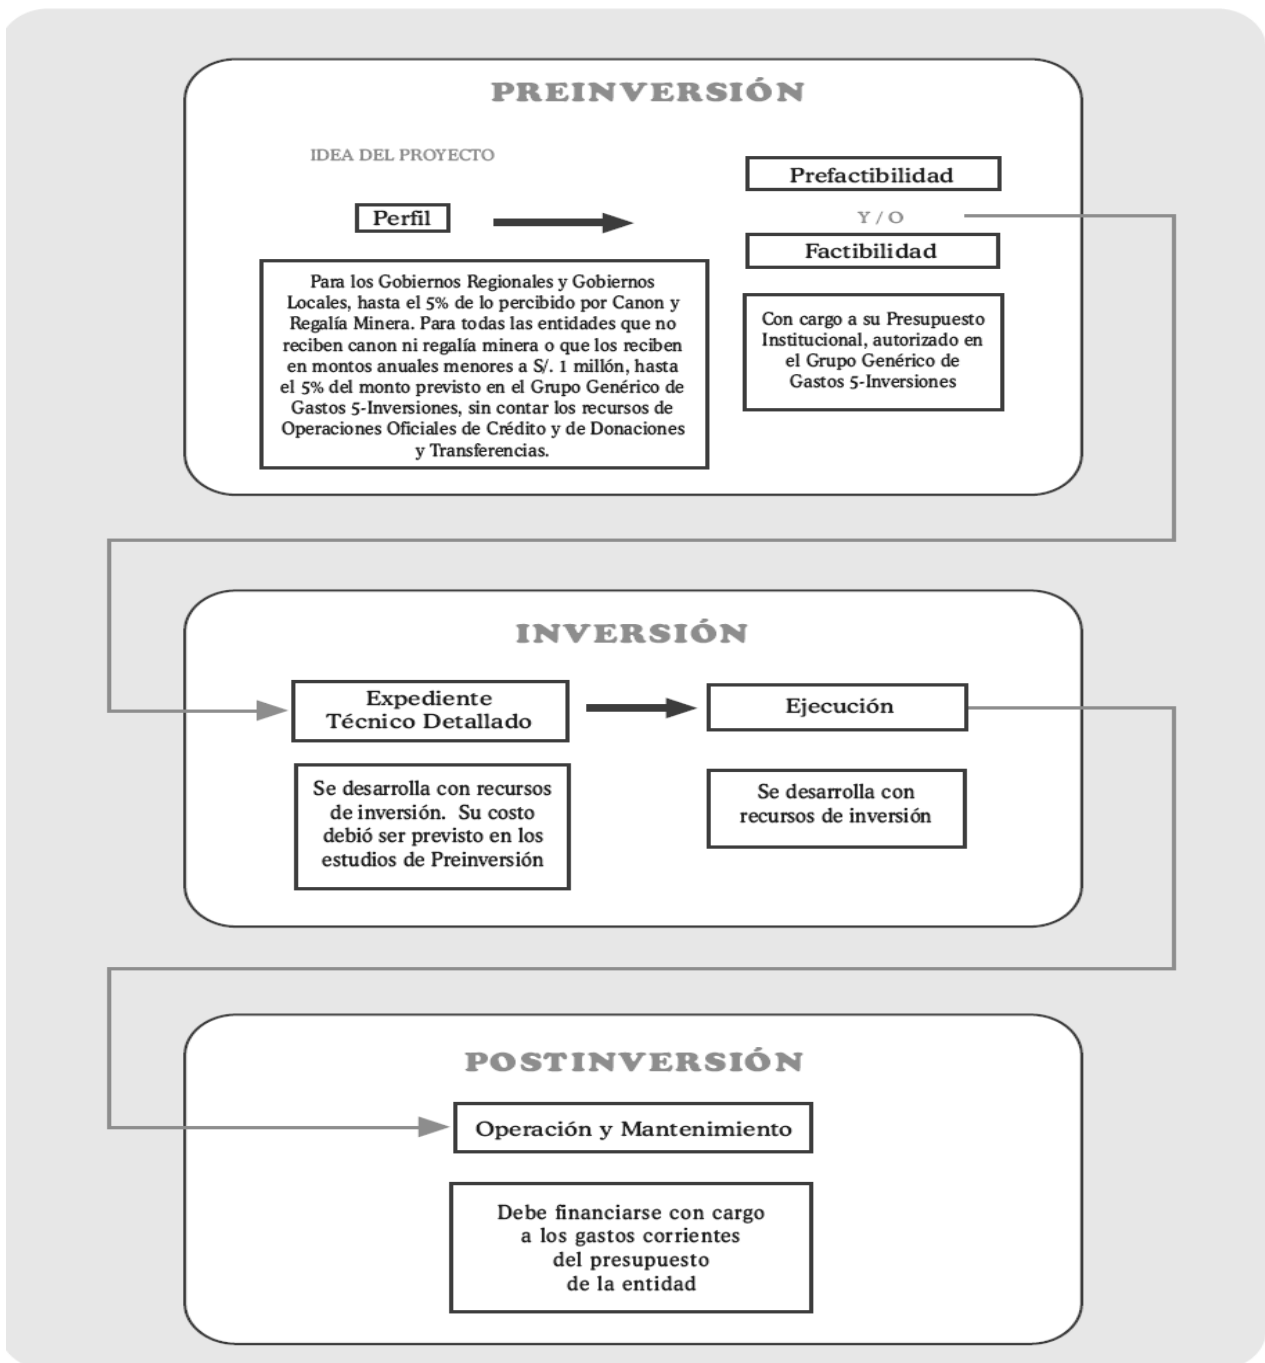 PREINVERSIÓN
IDEA DEL PROYECTO
Perfil
Para los Gobiernos Regionales y Gobiernos
Locales, hasta el 5% de lo percibido por Canon y
Regalía Minera. Para todas las entidades que no
reciben canon ni regalía minera o que los reciben
en montos anuales menores a S/. 1 millón, hasta
el 5% del monto previsto en el Grupo Genérico de
Gastos 5-Inversiones, sin contar los recursos de
Operaciones Oficiales de Crédito y de Donaciones
y Transferencias.
Prefactibilidad
Y / O
Factibilidad
Con cargo a su Presupuesto
Institucional, autorizado en
el Grupo Genérico de
Gastos 5-Inversiones
INVERSIÓN
Expediente
Técnico Detallado
Se desarrolla con recursos
de inversión. Su costo
debió ser previsto en los
estudios de Preinversión
Ejecución
Se desarrolla con
recursos de inversión
POSTINVERSIÓN
Operación y Mantenimiento
Debe financiarse con cargo
a los gastos corrientes
del presupuesto
de la entidad